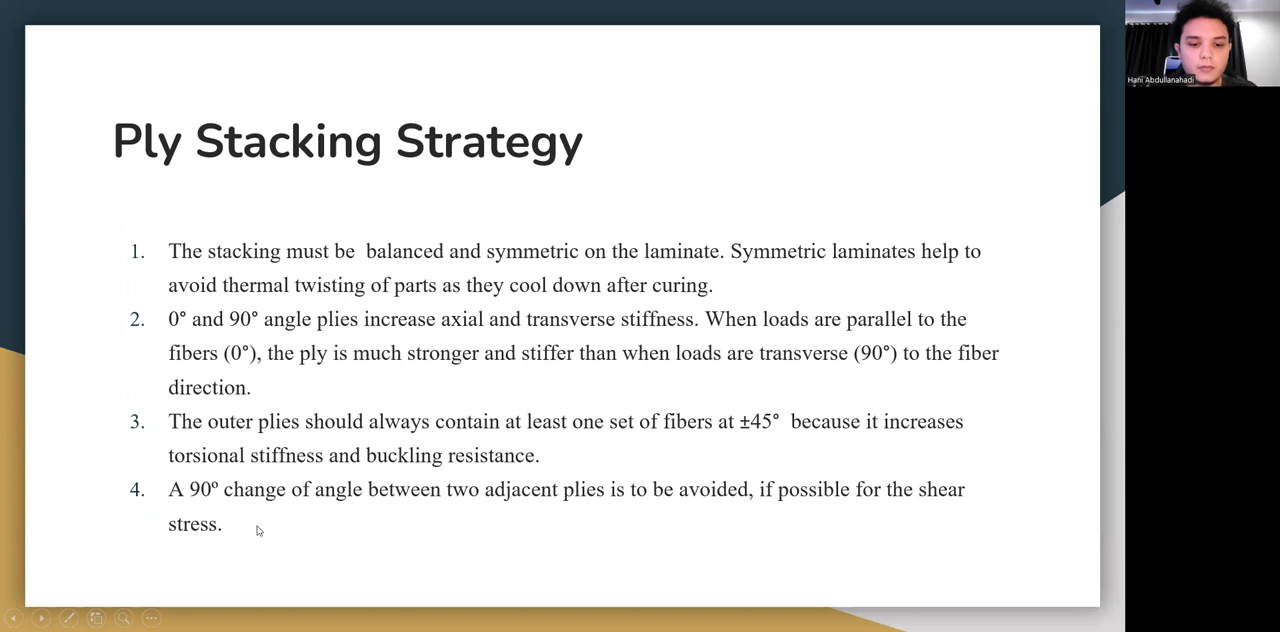 Ply Stacking Strategy
1. The stacking must be  balanced and symmetric on the laminate. Symmetric laminates help to
avoid thermal twisting of parts as they cool down after curing.
2. 0° and 90° angle plies increase axial and transverse stiffness. When loads are parallel to the
fibers (0°), the ply is much stronger and stiffer than when loads are transverse (90°) to the fiber
direction.
3. The outer plies should always contain at least one set of fibers at ±45°  because it increases
torsional stiffness and buckling resistance.
4. A 90º change of angle between two adjacent plies is to be avoided, if possible for the shear
stress.
Hani Abdullanahadi